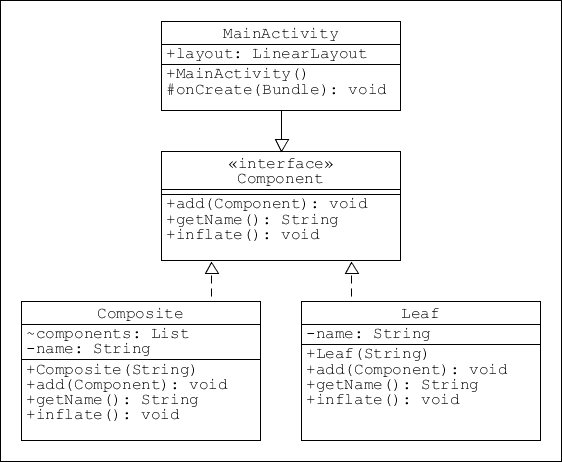 MainActivity
+layout: LinearLayout
+MainActivity()
#onCreate(Bundle): void
«interface»
Component
+add(Component): void
+getName(): String
+inflate(): void
Composite
~components: List
-name: String
+Composite(String)
+add(Component): void
+getName(): String
+inflate(): void
Leaf
-name: String
+Leaf(String)
+add(Component): void
+getName(): String
+inflate(): void